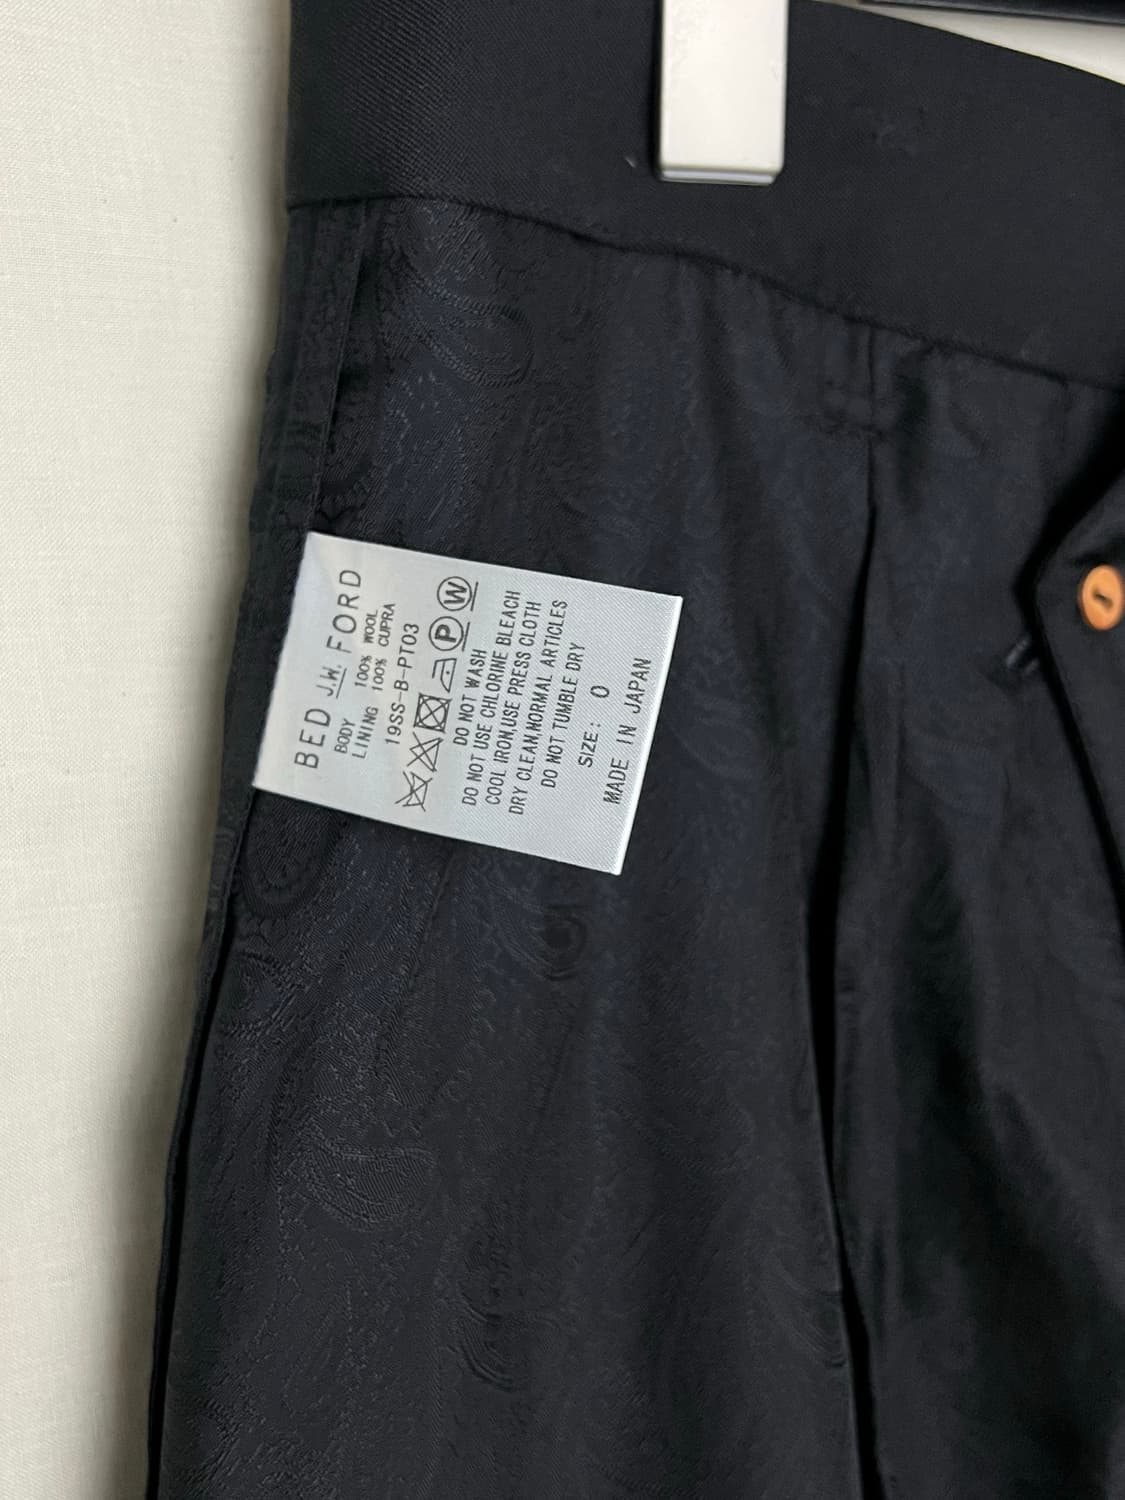 BED J.W. FORD
BODY 100% WOOL
LINING 100% CUPRA
19SS-B-PT03
P W
DO NOT WASH
DO NOT USE CHLORINE BLEACH
COOL IRON,USE PRESS CLOTH
DRY CLEAN,NORMAL ARTICLES
DO NOT TUMBLE DRY
SIZE: 0
MADE IN JAPAN